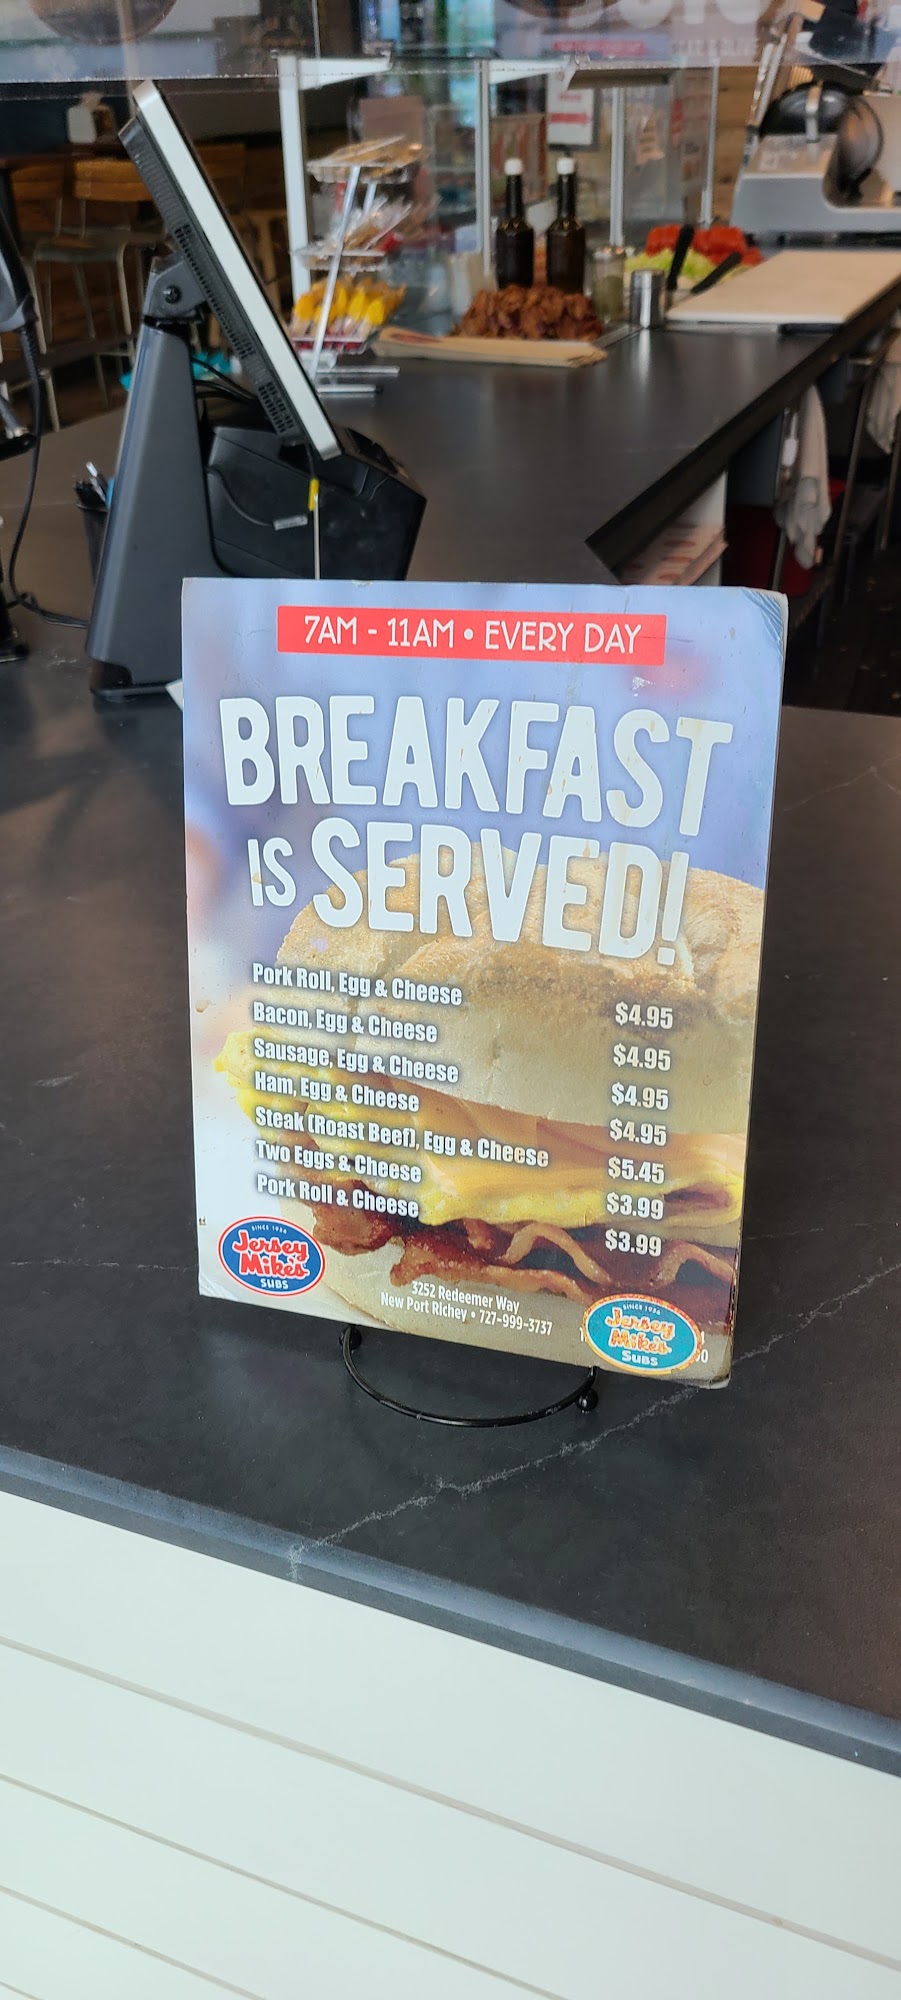 7AM - 11AM • EVERY DAY
BREAKFAST
IS SERVED!
Pork Roll, Egg & Cheese $4.95
Bacon, Egg & Cheese $4.95
Sausage, Egg & Cheese $4.95
Ham, Egg & Cheese $4.95
Steak (Roast Beef), Egg & Cheese $5.45
Two Eggs & Cheese $3.99
Pork Roll & Cheese $3.99
SINCE 1956
Jersey
Mike's
SUBS
3252 Redeemer Way
New Port Richey • 727-999-3737
SINCE 1956
Jersey
Mike's
SUBS